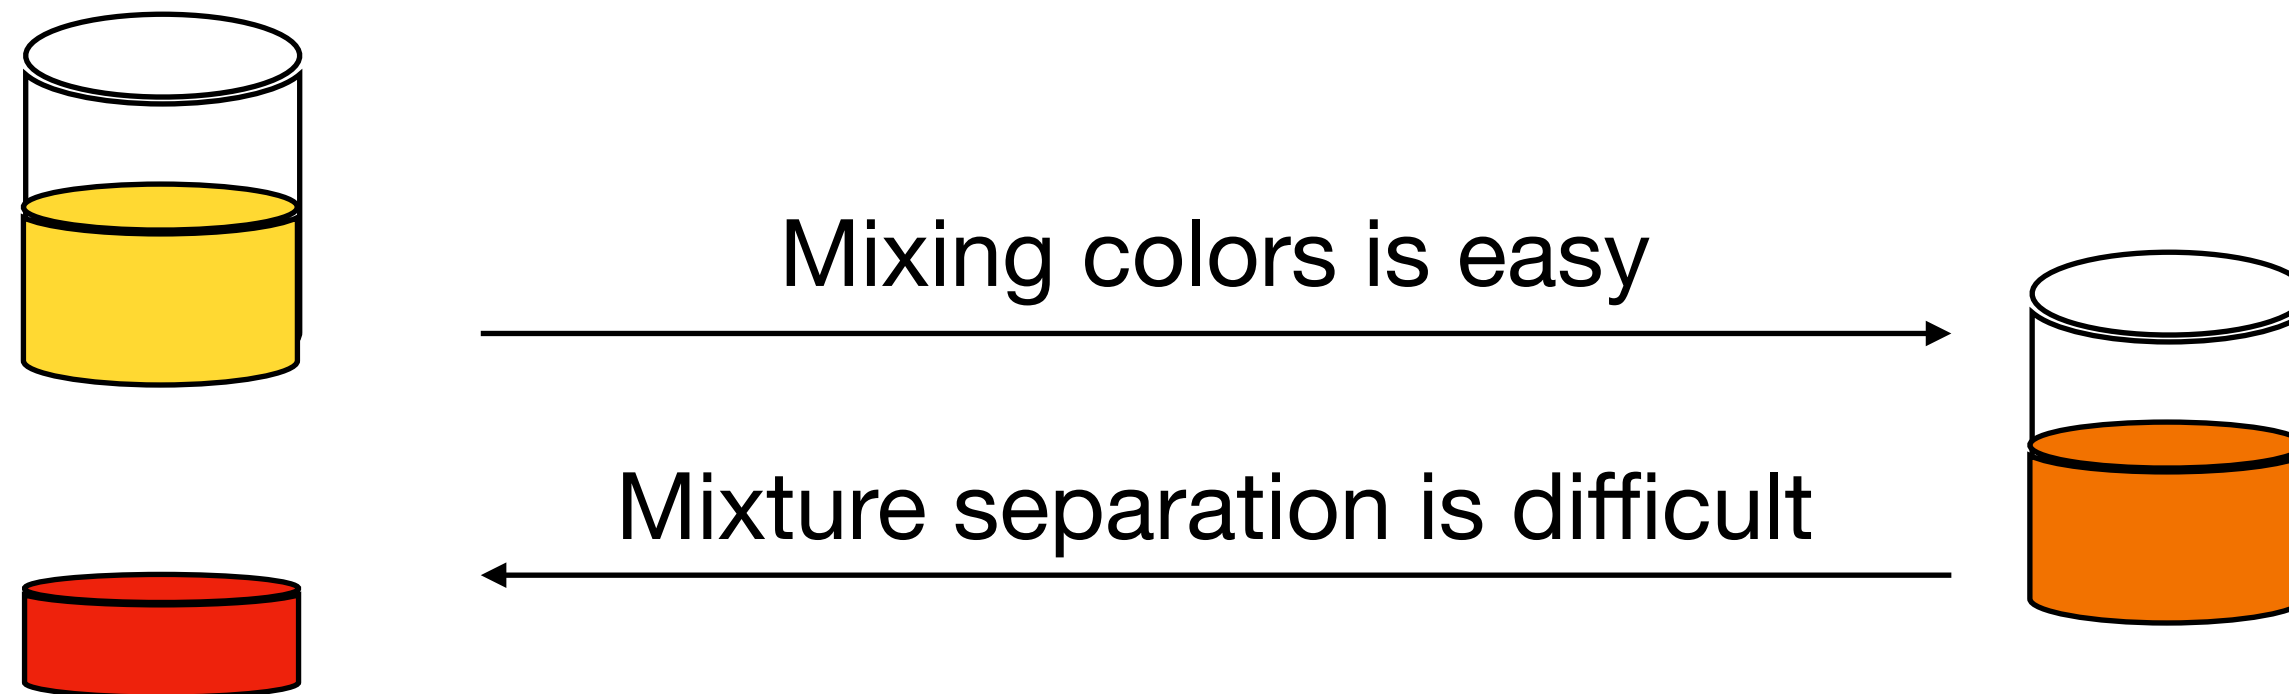 Mixing colors is easy
Mixture separation is difficult